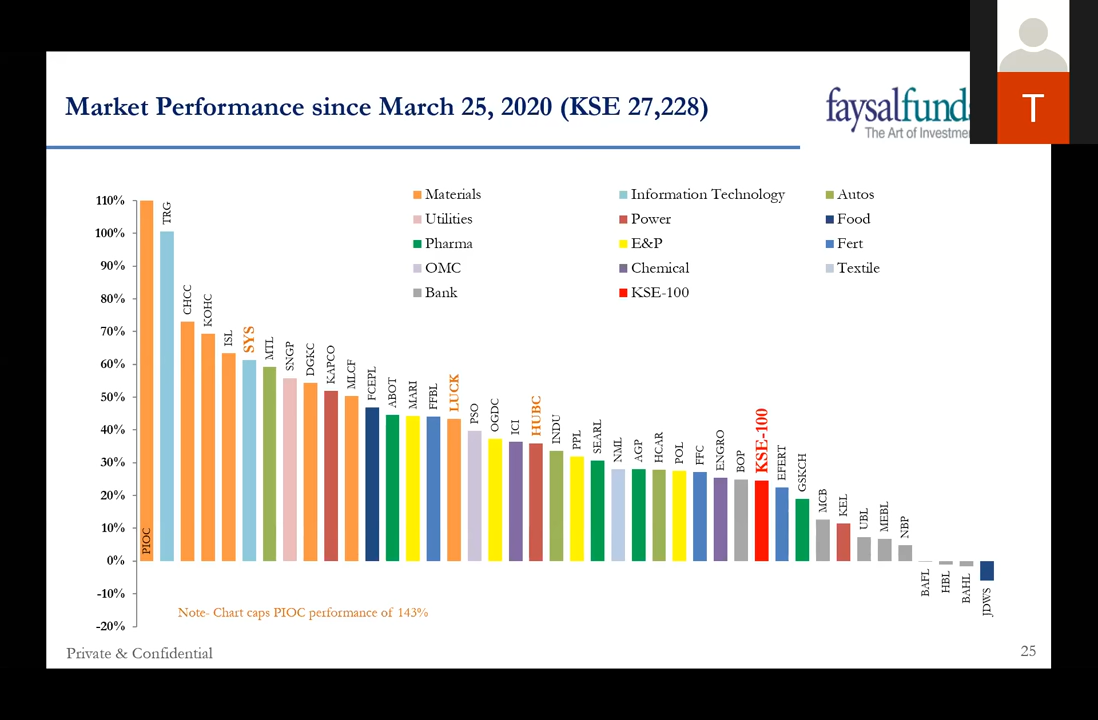 Market Performance since March 25, 2020 (KSE 27,228)
faysalfunds
The Art of Investment
T
Materials
Information Technology
Autos
Utilities
Power
Food
Pharma
E&P
Fert
OMC
Chemical
Textile
Bank
KSE-100
110%
100%
90%
80%
70%
60%
50%
40%
30%
20%
10%
0%
-10%
-20%
PIOC
TRG
CHCC
KOHC
ISL
SYS
MTL
SNGP
DGKC
KAPCO
MLCF
FCEPL
ABOT
MARI
FFBL
LUCK
PSO
OGDC
ICI
HUBC
INDU
PPL
SEARL
NML
AGP
HCAR
POL
FFC
ENGRO
BOP
KSE-100
EFERT
GSKCH
MCB
KEL
UBL
MEBL
NBP
BAFL
HBL
BAHL
JDWS
Note- Chart caps PIOC performance of 143%
Private & Confidential
25